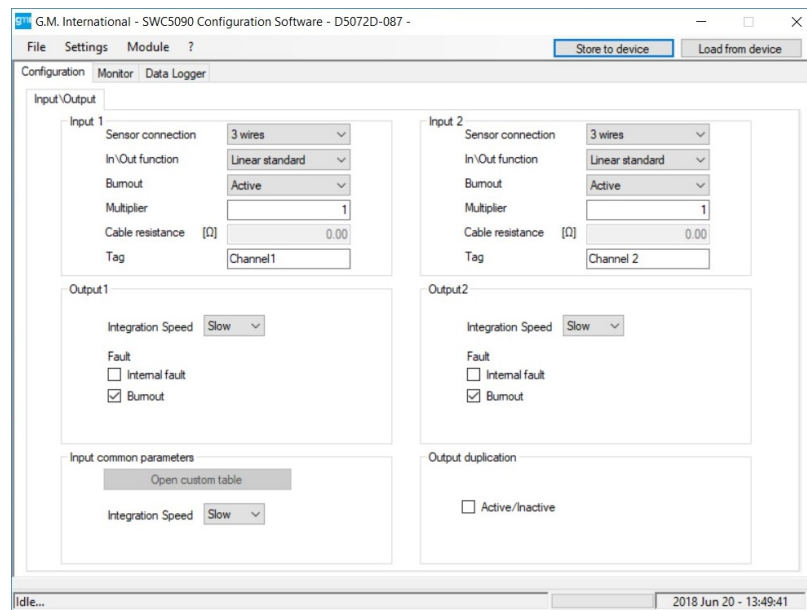 gmi G.M. International - SWC5090 Configuration Software - D5072D-087 -
File Settings Module ? Store to device Load from device
Configuration Monitor Data Logger
Input\Output
Input 1
Sensor connection 3 wires
In\Out function Linear standard
Burnout Active
Multiplier 1
Cable resistance [Ω] 0.00
Tag Channel1
Input 2
Sensor connection 3 wires
In\Out function Linear standard
Burnout Active
Multiplier 1
Cable resistance [Ω] 0.00
Tag Channel 2
Output1
Integration Speed Slow
Fault
Internal fault
Burnout
Output2
Integration Speed Slow
Fault
Internal fault
Burnout
Input common parameters
Open custom table
Integration Speed Slow
Output duplication
Active/Inactive
Idle... 2018 Jun 20 - 13:49:41